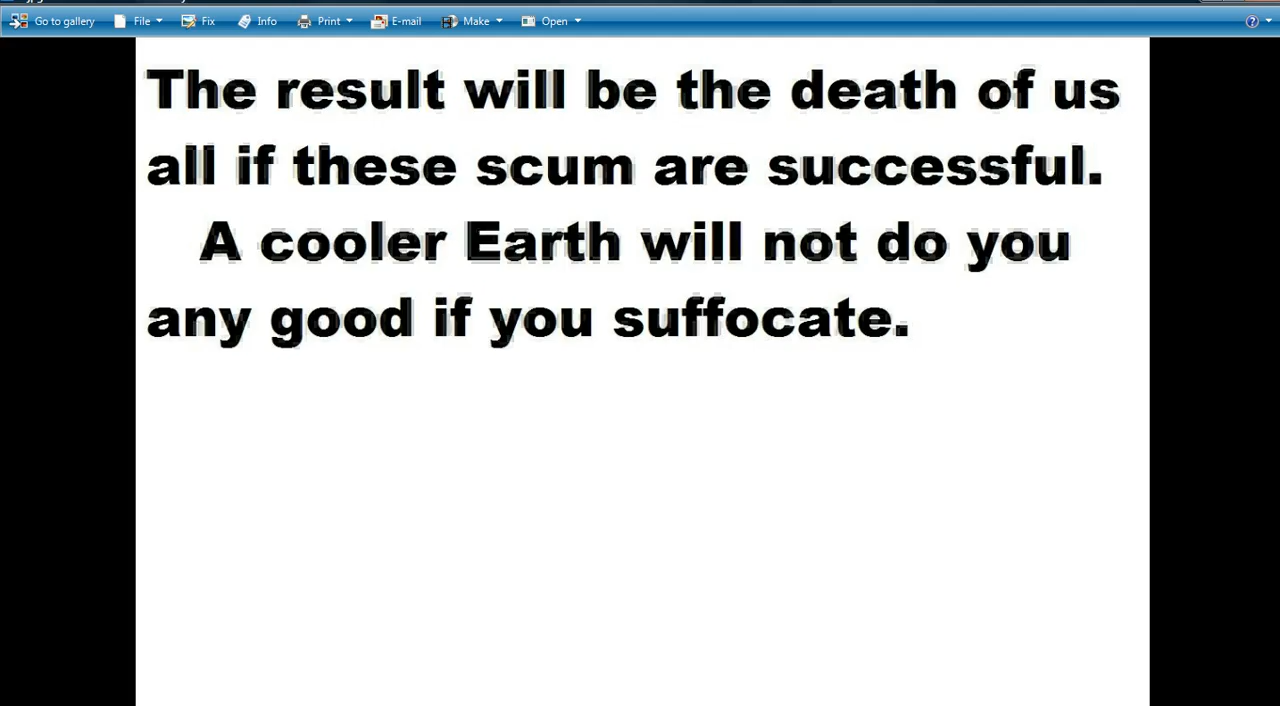 Go to gallery File Fix Info Print E-mail Make Open
The result will be the death of us
all if these scum are successful.
A cooler Earth will not do you
any good if you suffocate.